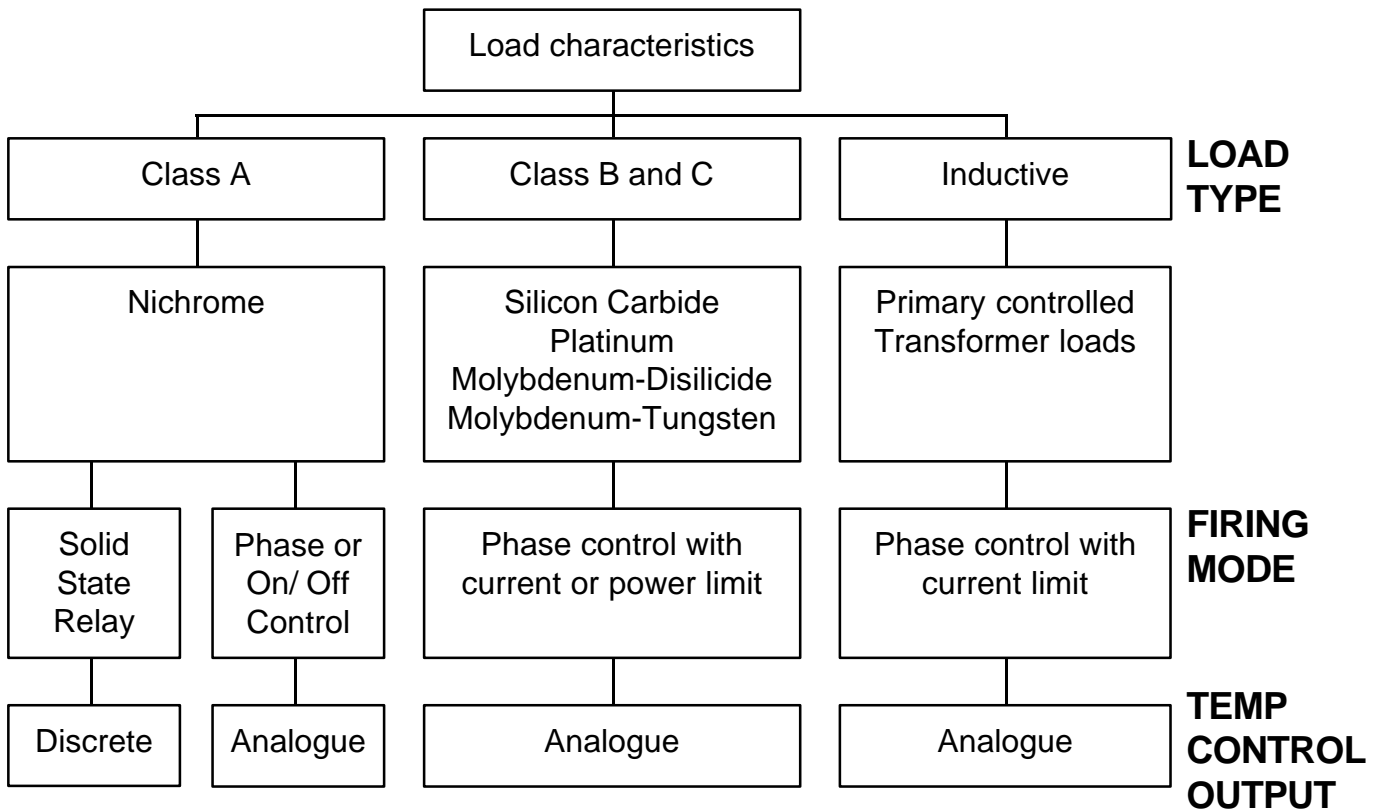 Load characteristics
Class A
Class B and C
Inductive
LOAD
TYPE
Nichrome
Silicon Carbide
Platinum
Molybdenum-Disilicide
Molybdenum-Tungsten
Primary controlled
Transformer loads
Solid
State
Relay
Phase or
On/ Off
Control
Phase control with
current or power limit
Phase control with
current limit
FIRING
MODE
Discrete
Analogue
Analogue
Analogue
TEMP
CONTROL
OUTPUT